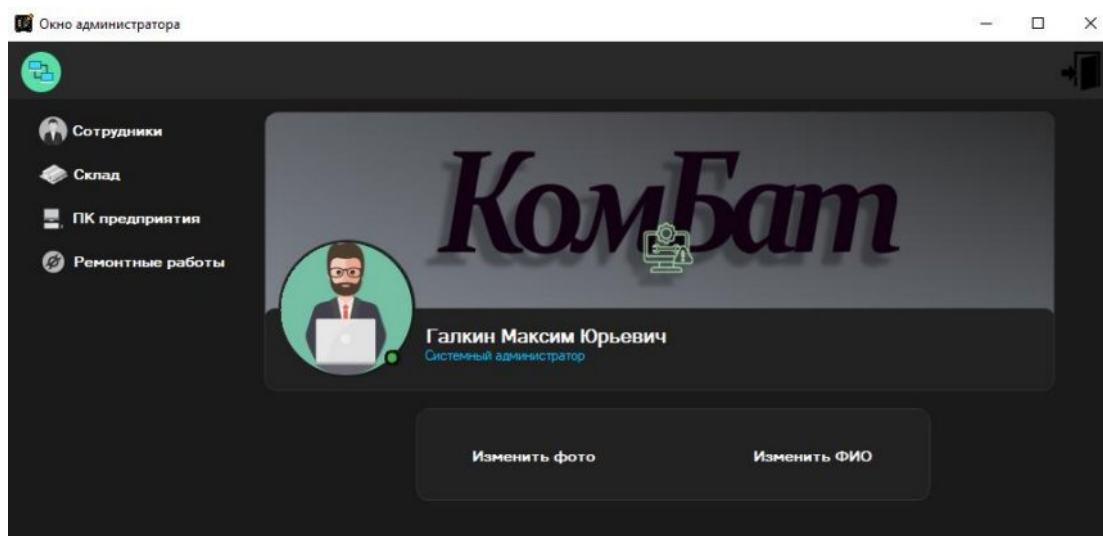 Окно администратора
Сотрудники
Склад
ПК предприятия
Ремонтные работы
КомБат
Галкин Максим Юрьевич
Системный администратор
Изменить фото
Изменить ФИО